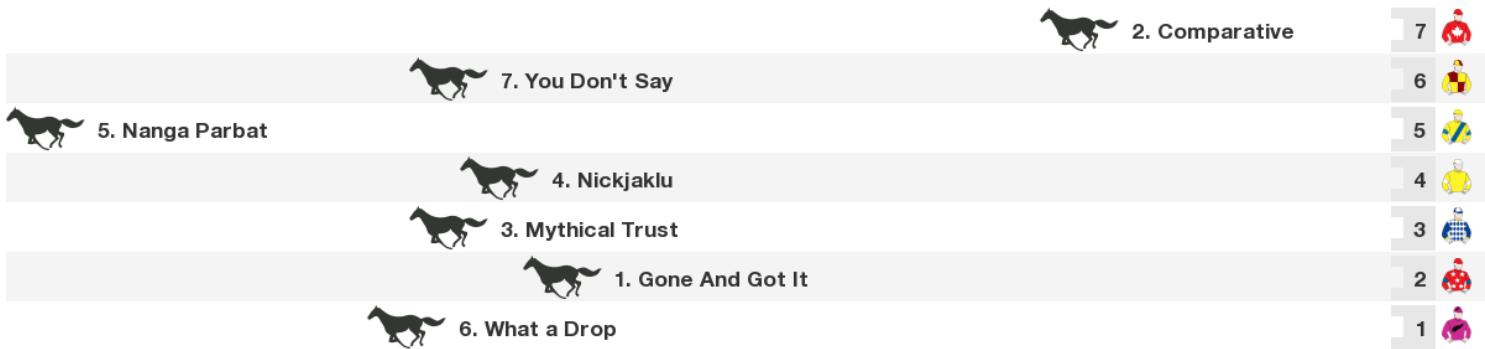 2. Comparative 7
7. You Don't Say 6
5. Nanga Parbat 5
4. Nickjaklu 4
3. Mythical Trust 3
1. Gone And Got It 2
6. What a Drop 1